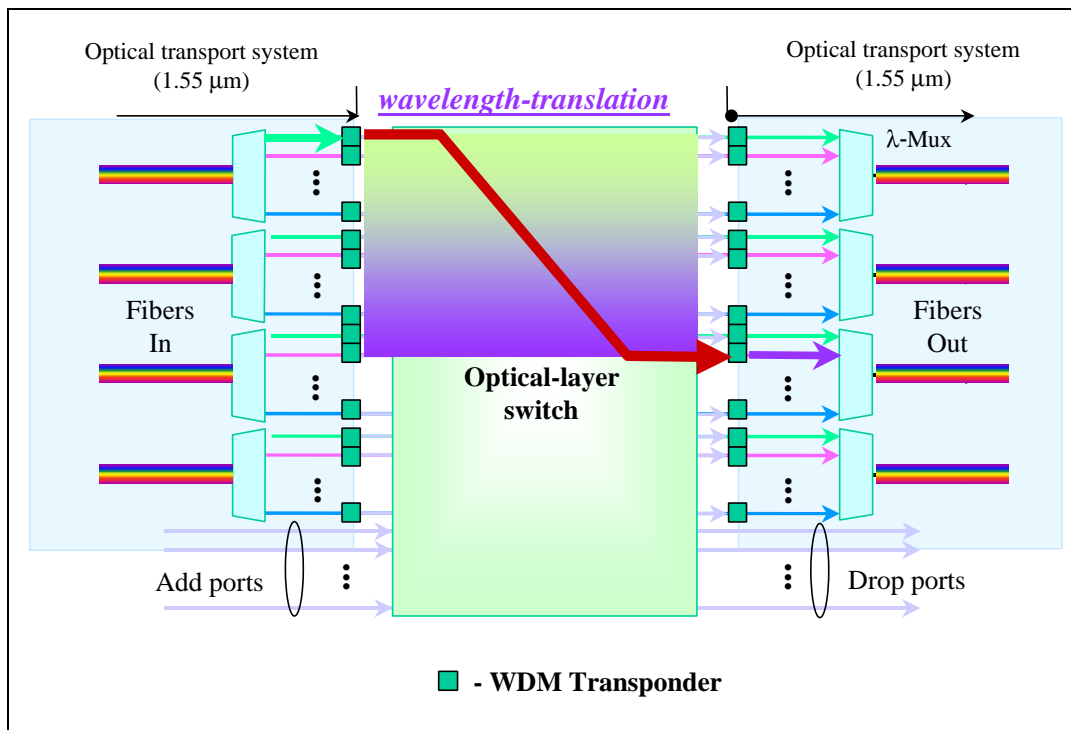 Optical transport system
(1.55 μm)
Optical transport system
(1.55 μm)
wavelength-translation
λ-Mux
Fibers
In
Fibers
Out
Optical-layer
switch
Add ports
Drop ports
- WDM Transponder